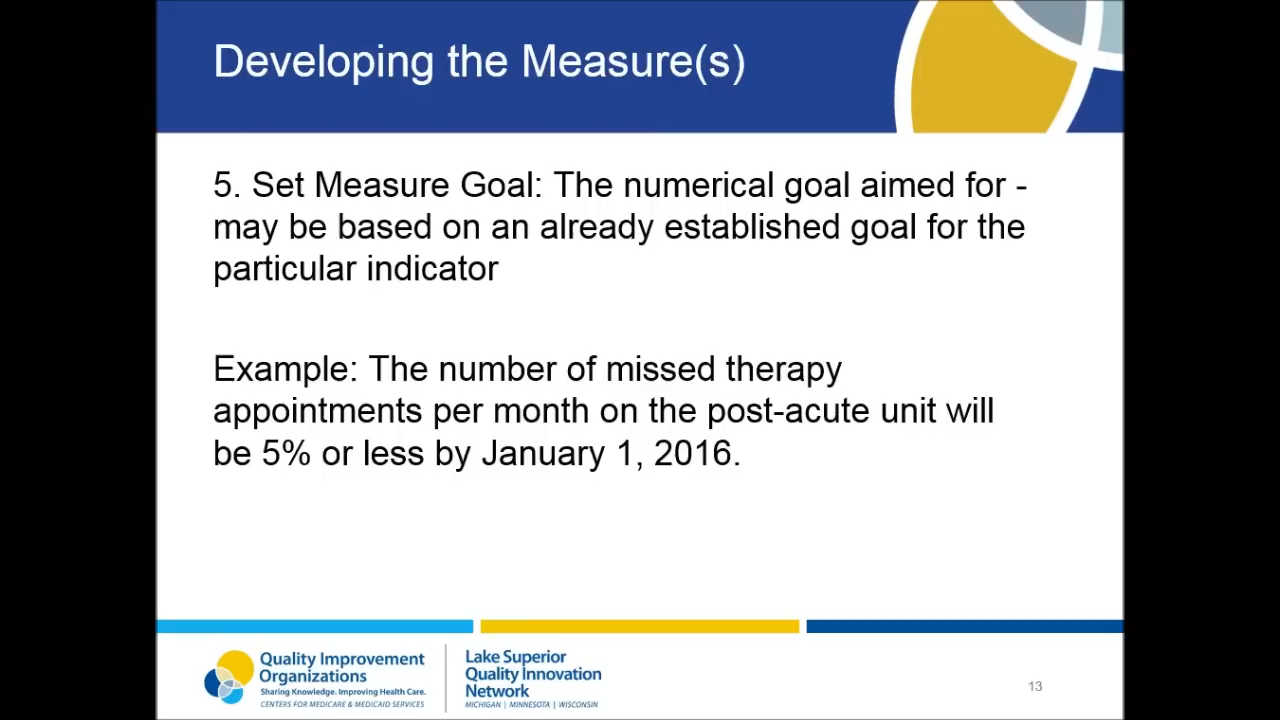 Developing the Measure(s)
5. Set Measure Goal: The numerical goal aimed for -
may be based on an already established goal for the
particular indicator
Example: The number of missed therapy
appointments per month on the post-acute unit will
be 5% or less by January 1, 2016.
Quality Improvement
Organizations
Sharing Knowledge. Improving Health Care.
CENTERS FOR MEDICARE & MEDICAID SERVICES
Lake Superior
Quality Innovation
Network
MICHIGAN | MINNESOTA | WISCONSIN
13